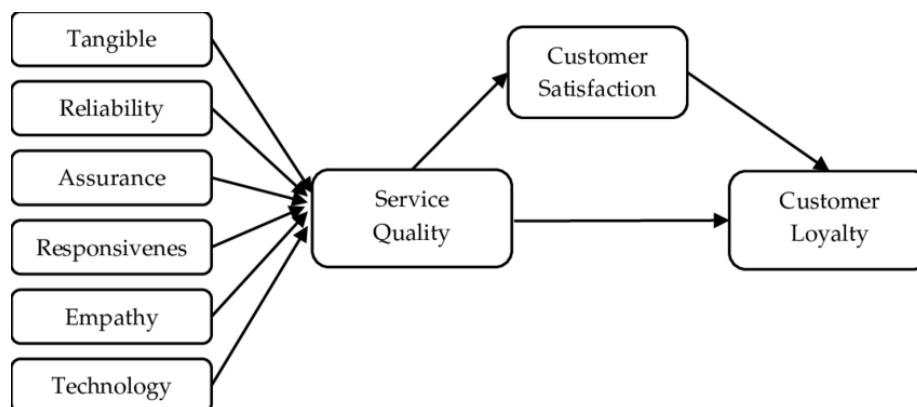 Tangible
Reliability
Assurance
Responsivenes
Empathy
Technology
Service
Quality
Customer
Satisfaction
Customer
Loyalty